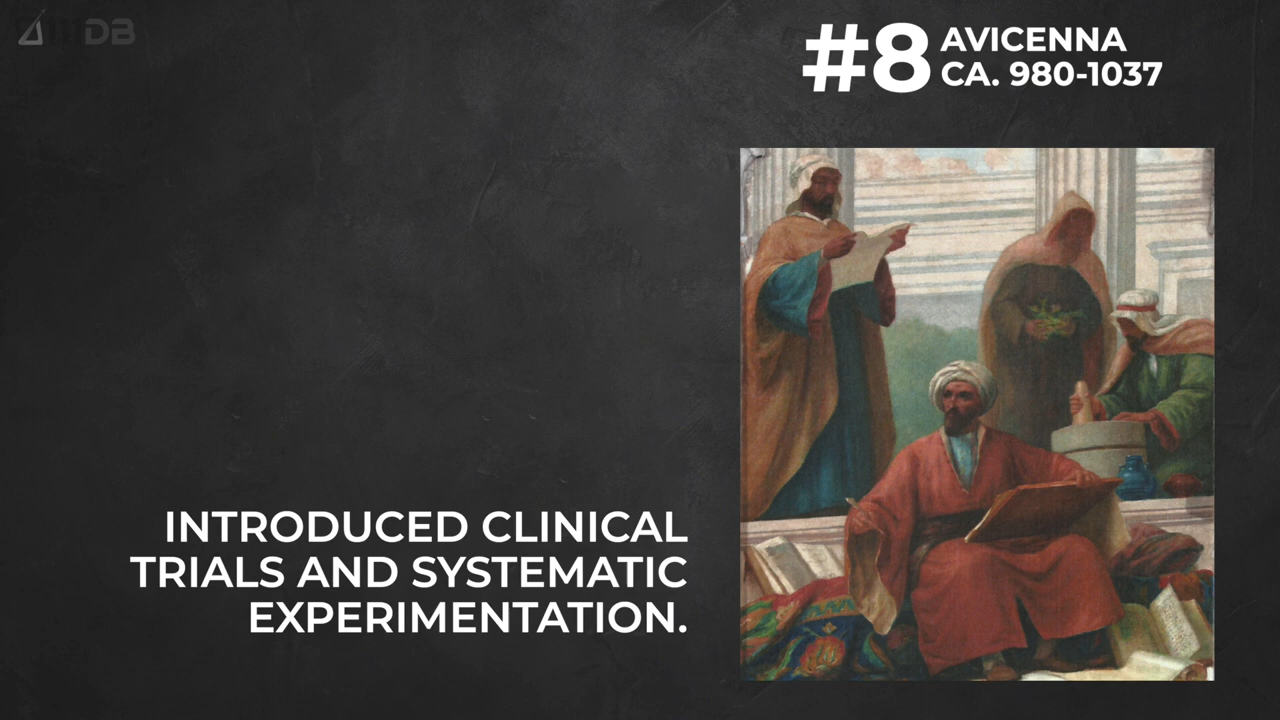 #8 AVICENNA
CA. 980-1037
INTRODUCED CLINICAL
TRIALS AND SYSTEMATIC
EXPERIMENTATION.